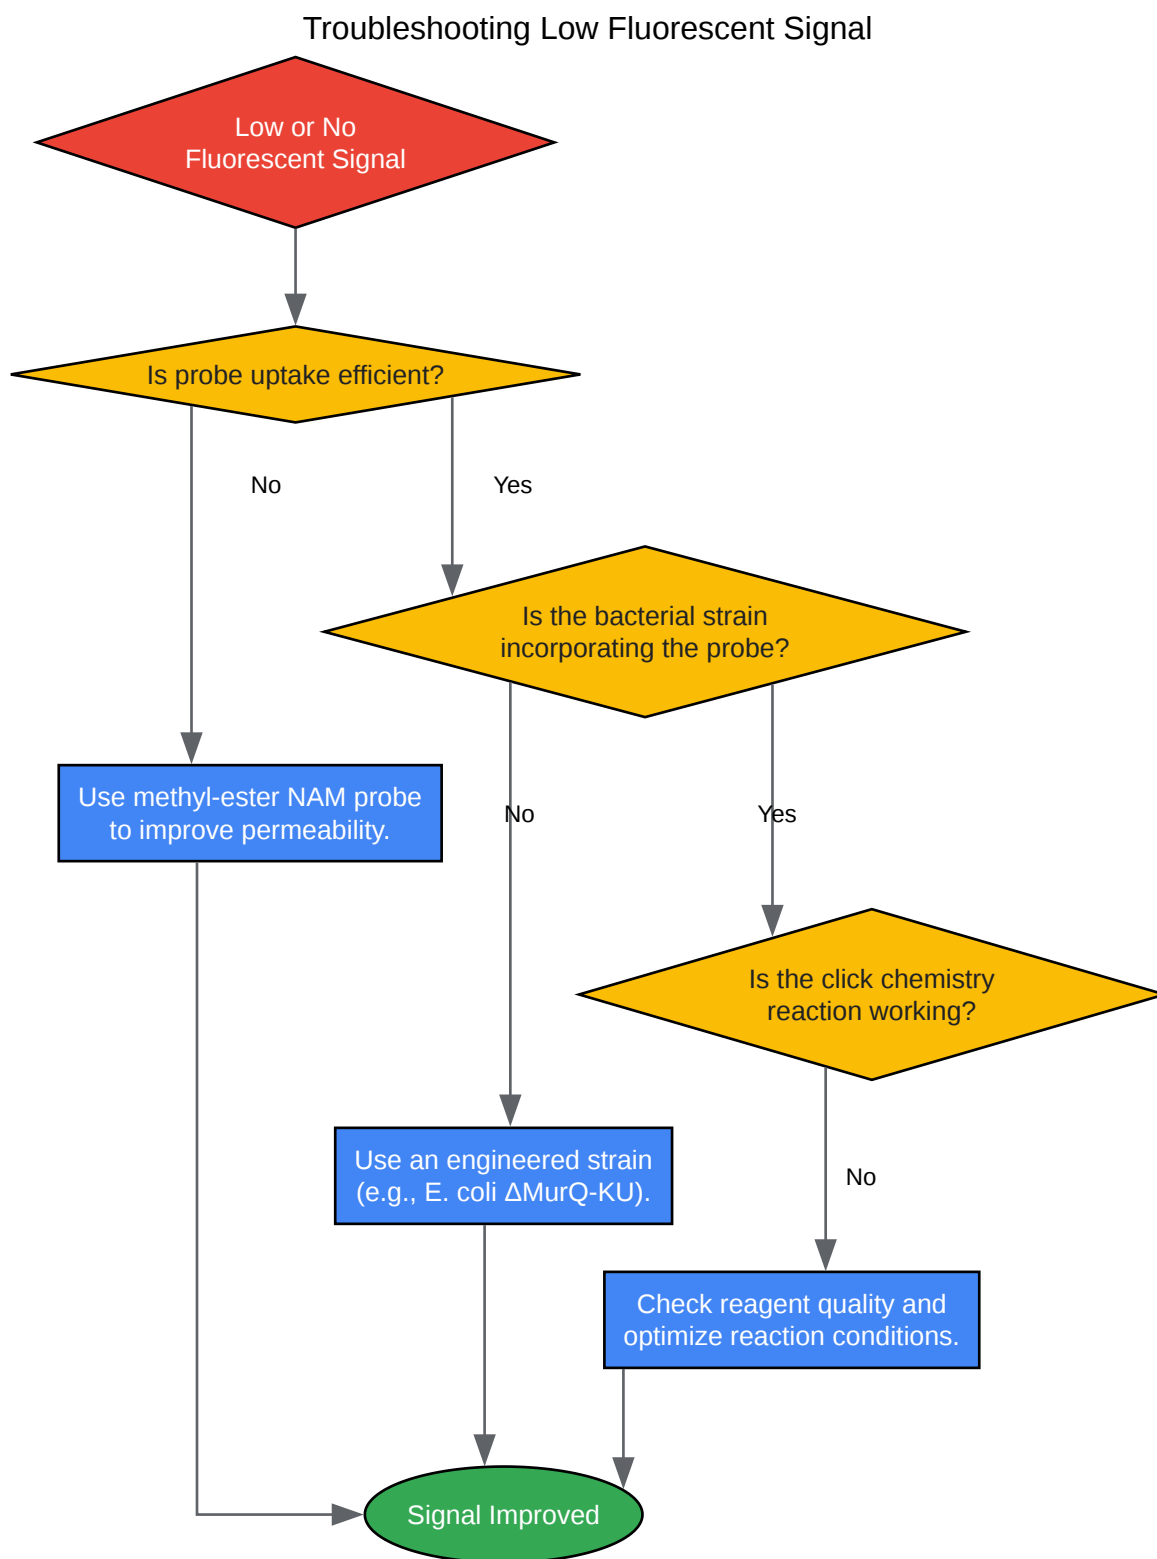 Troubleshooting Low Fluorescent Signal
Low or No
Fluorescent Signal
Is probe uptake efficient?
No
Yes
Is the bacterial strain
incorporating the probe?
Use methyl-ester NAM probe
to improve permeability.
No
Yes
Is the click chemistry
reaction working?
Use an engineered strain
(e.g., E. coli ΔMurQ-KU).
No
Check reagent quality and
optimize reaction conditions.
Signal Improved